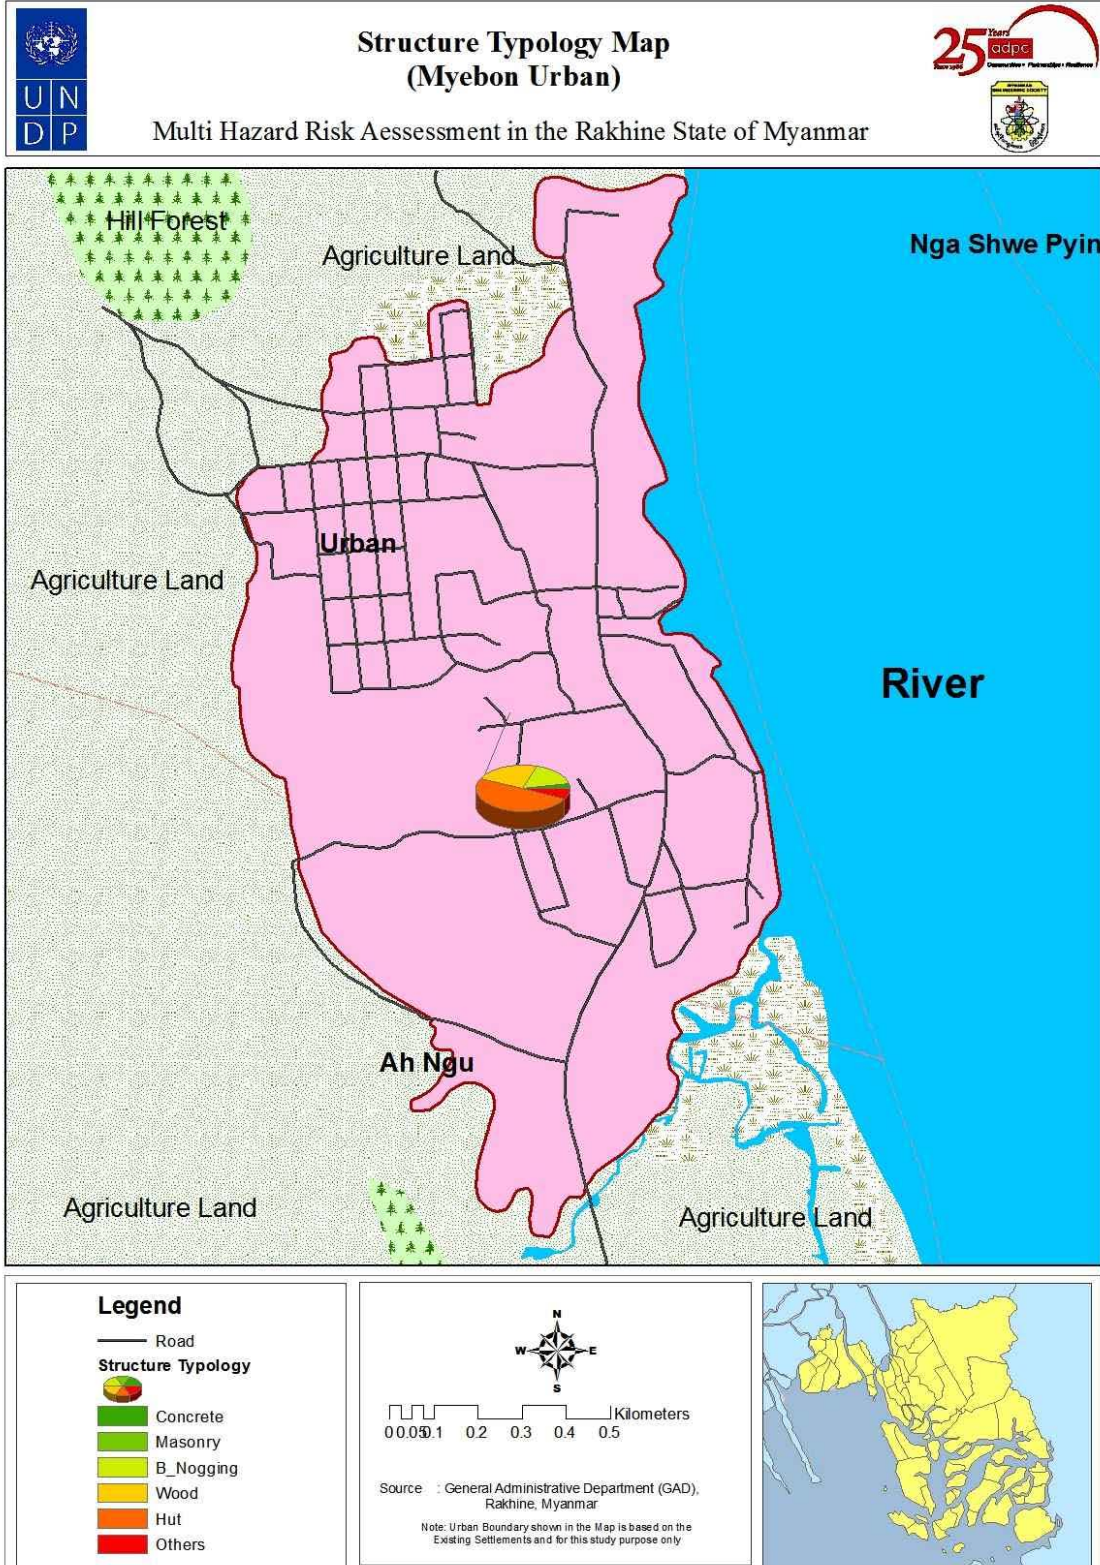 UN
DP
Structure Typology Map
(Myebon Urban)
Multi Hazard Risk Aessessment in the Rakhine State of Myanmar
25 Years
adpc
Hill Forest
Agriculture Land
Nga Shwe Pyin
Urban
Agriculture Land
River
Ah Ngu
Agriculture Land
Agriculture Land
Legend
Road
Structure Typology
Concrete
Masonry
B_Nogging
Wood
Hut
Others
N
W E
S
Kilometers
0 0.05 0.1 0.2 0.3 0.4 0.5
Source : General Administrative Department (GAD),
Rakhine, Myanmar
Note: Urban Boundary shown in the Map is based on the
Existing Settlements and for this study purpose only